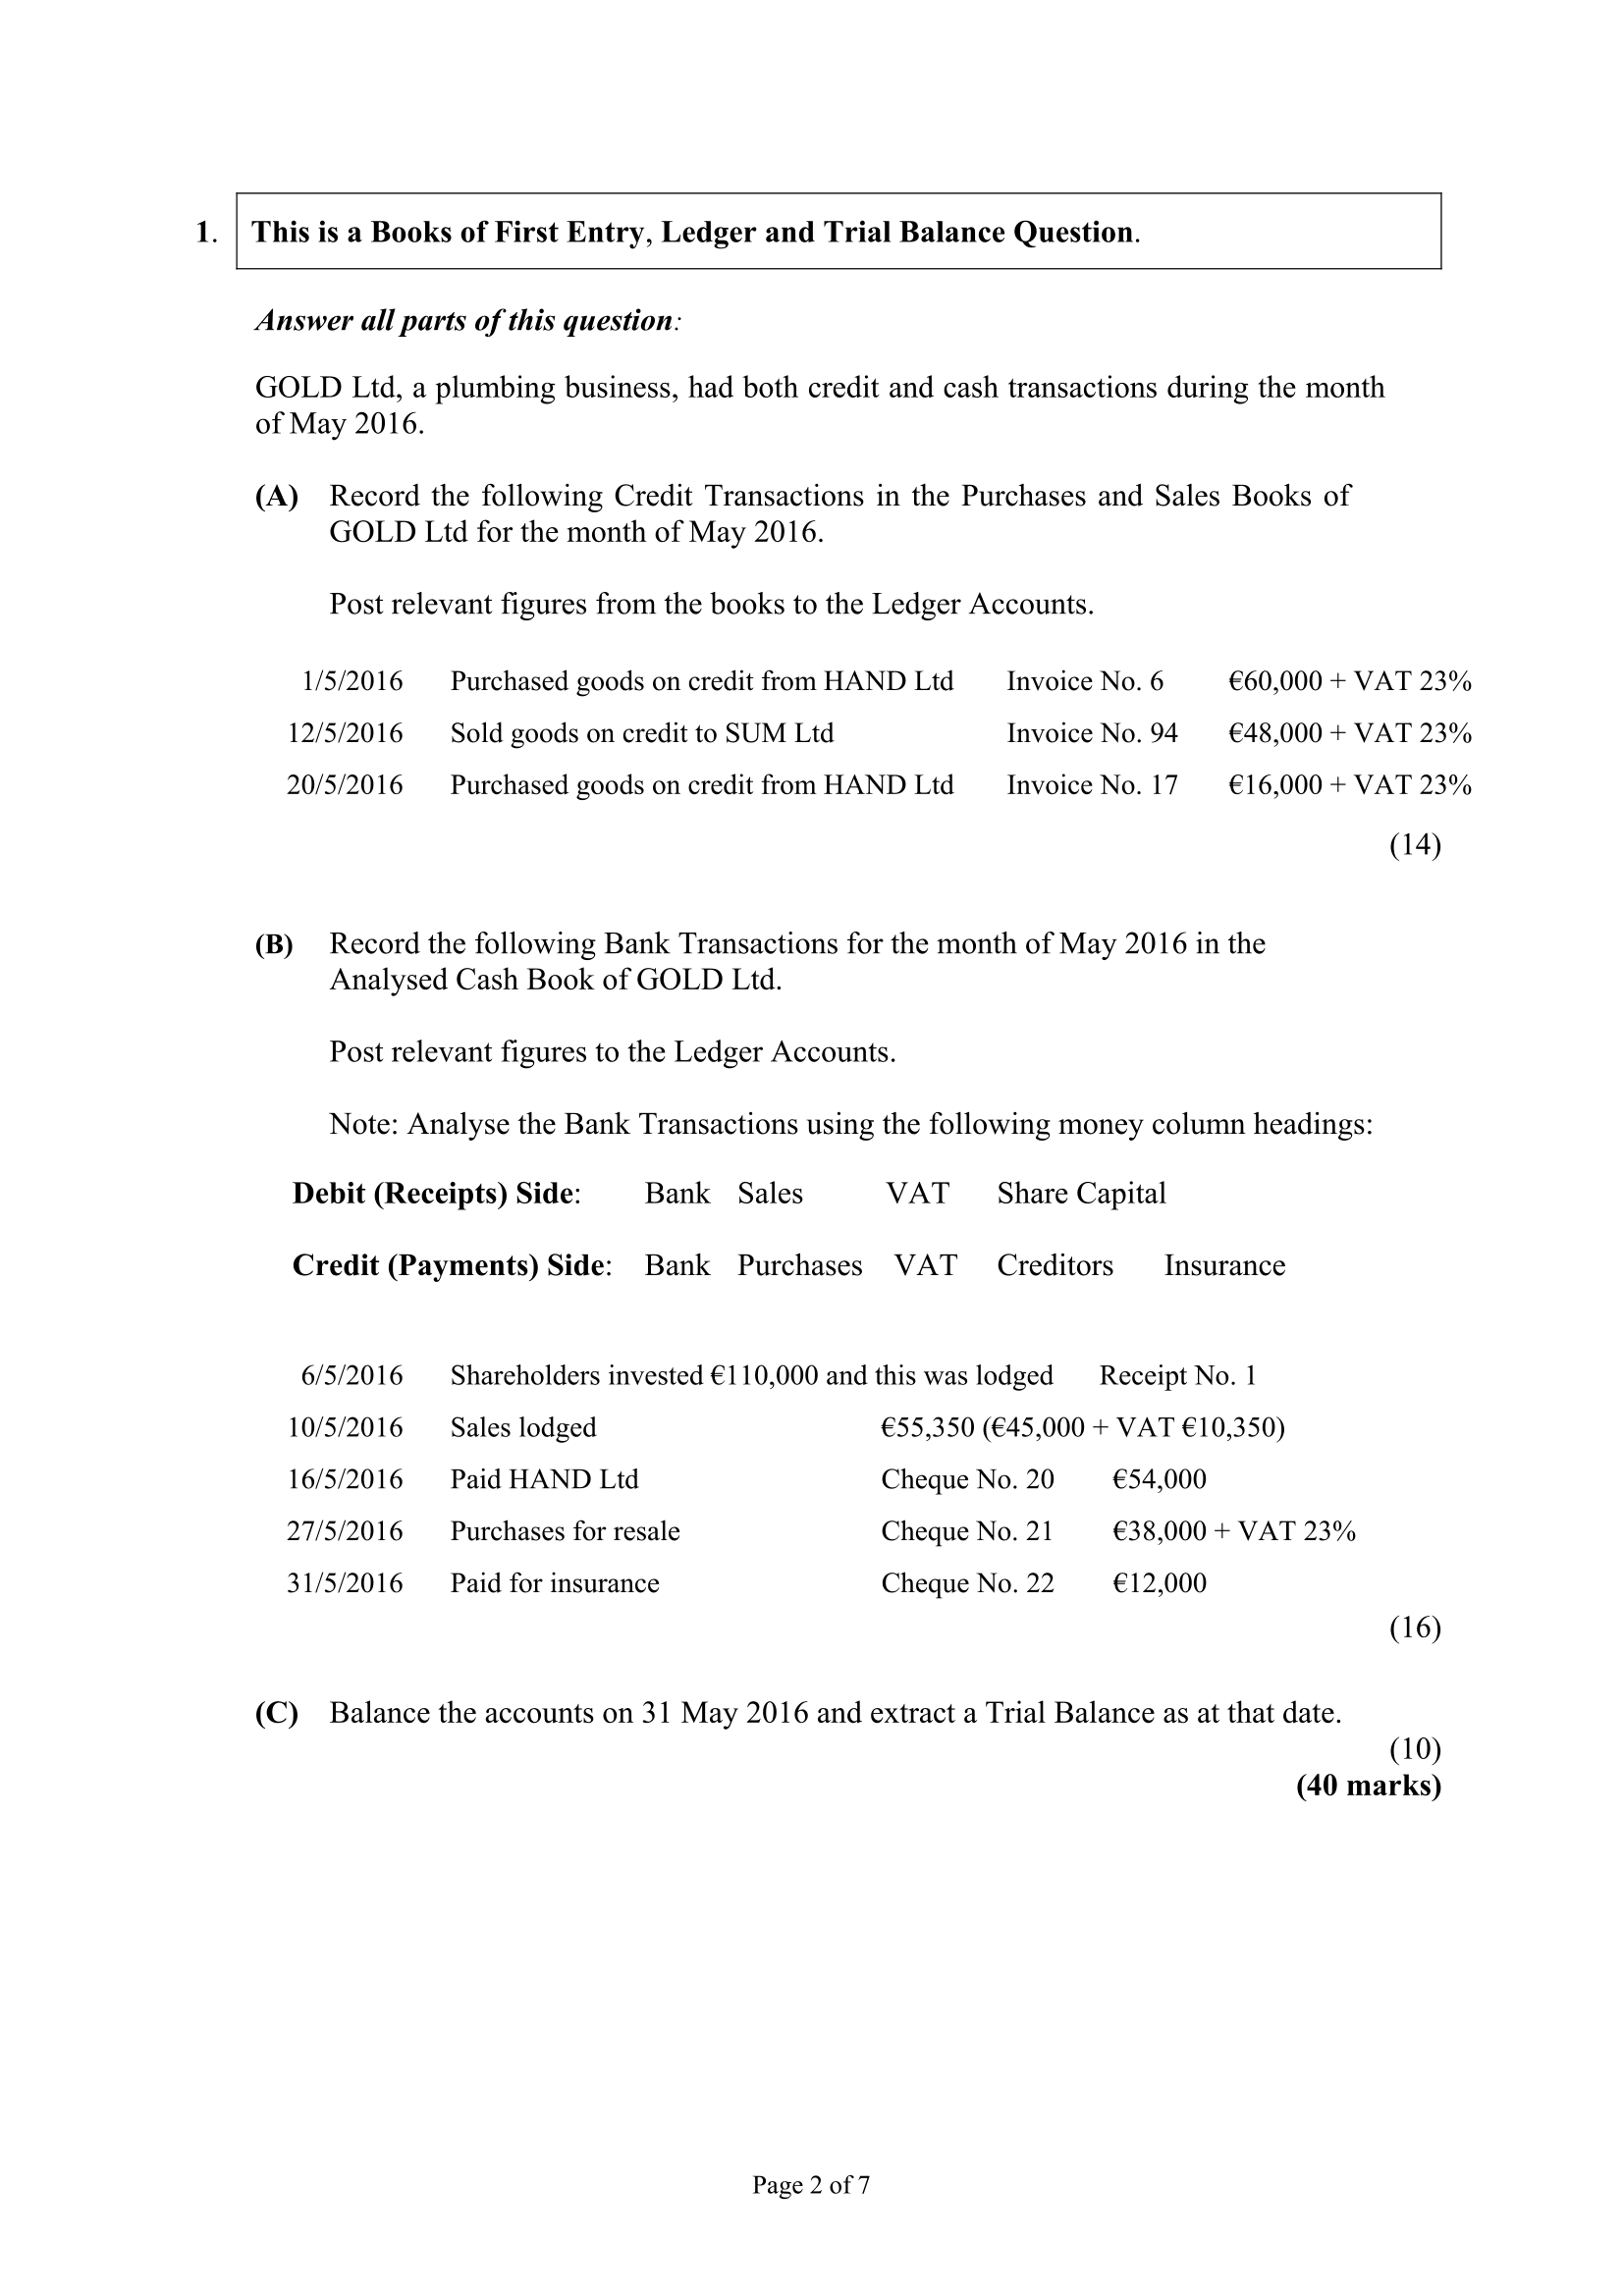 1. This is a Books of First Entry, Ledger and Trial Balance Question.
Answer all parts of this question:
GOLD Ltd, a plumbing business, had both credit and cash transactions during the month
of May 2016.
(A) Record the following Credit Transactions in the Purchases and Sales Books of
GOLD Ltd for the month of May 2016.
Post relevant figures from the books to the Ledger Accounts.
1/5/2016 Purchased goods on credit from HAND Ltd Invoice No. 6 €60,000 + VAT 23%
12/5/2016 Sold goods on credit to SUM Ltd Invoice No. 94 €48,000 + VAT 23%
20/5/2016 Purchased goods on credit from HAND Ltd Invoice No. 17 €16,000 + VAT 23%
(14)
(B) Record the following Bank Transactions for the month of May 2016 in the
Analysed Cash Book of GOLD Ltd.
Post relevant figures to the Ledger Accounts.
Note: Analyse the Bank Transactions using the following money column headings:
Debit (Receipts) Side: Bank Sales VAT Share Capital
Credit (Payments) Side: Bank Purchases VAT Creditors Insurance
6/5/2016 Shareholders invested €110,000 and this was lodged Receipt No. 1
10/5/2016 Sales lodged €55,350 (€45,000 + VAT €10,350)
16/5/2016 Paid HAND Ltd Cheque No. 20 €54,000
27/5/2016 Purchases for resale Cheque No. 21 €38,000 + VAT 23%
31/5/2016 Paid for insurance Cheque No. 22 €12,000
(16)
(C) Balance the accounts on 31 May 2016 and extract a Trial Balance as at that date.
(10)
(40 marks)
Page 2 of 7